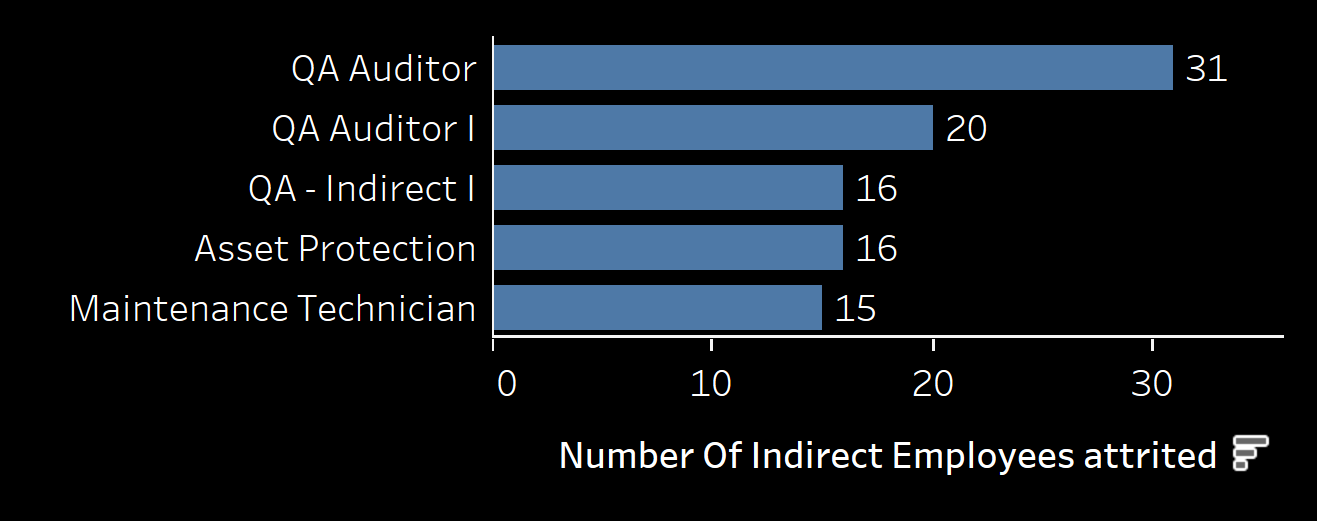 QA Auditor 31
QA Auditor I 20
QA - Indirect I 16
Asset Protection 16
Maintenance Technician 15
0 10 20 30
Number Of Indirect Employees attrited